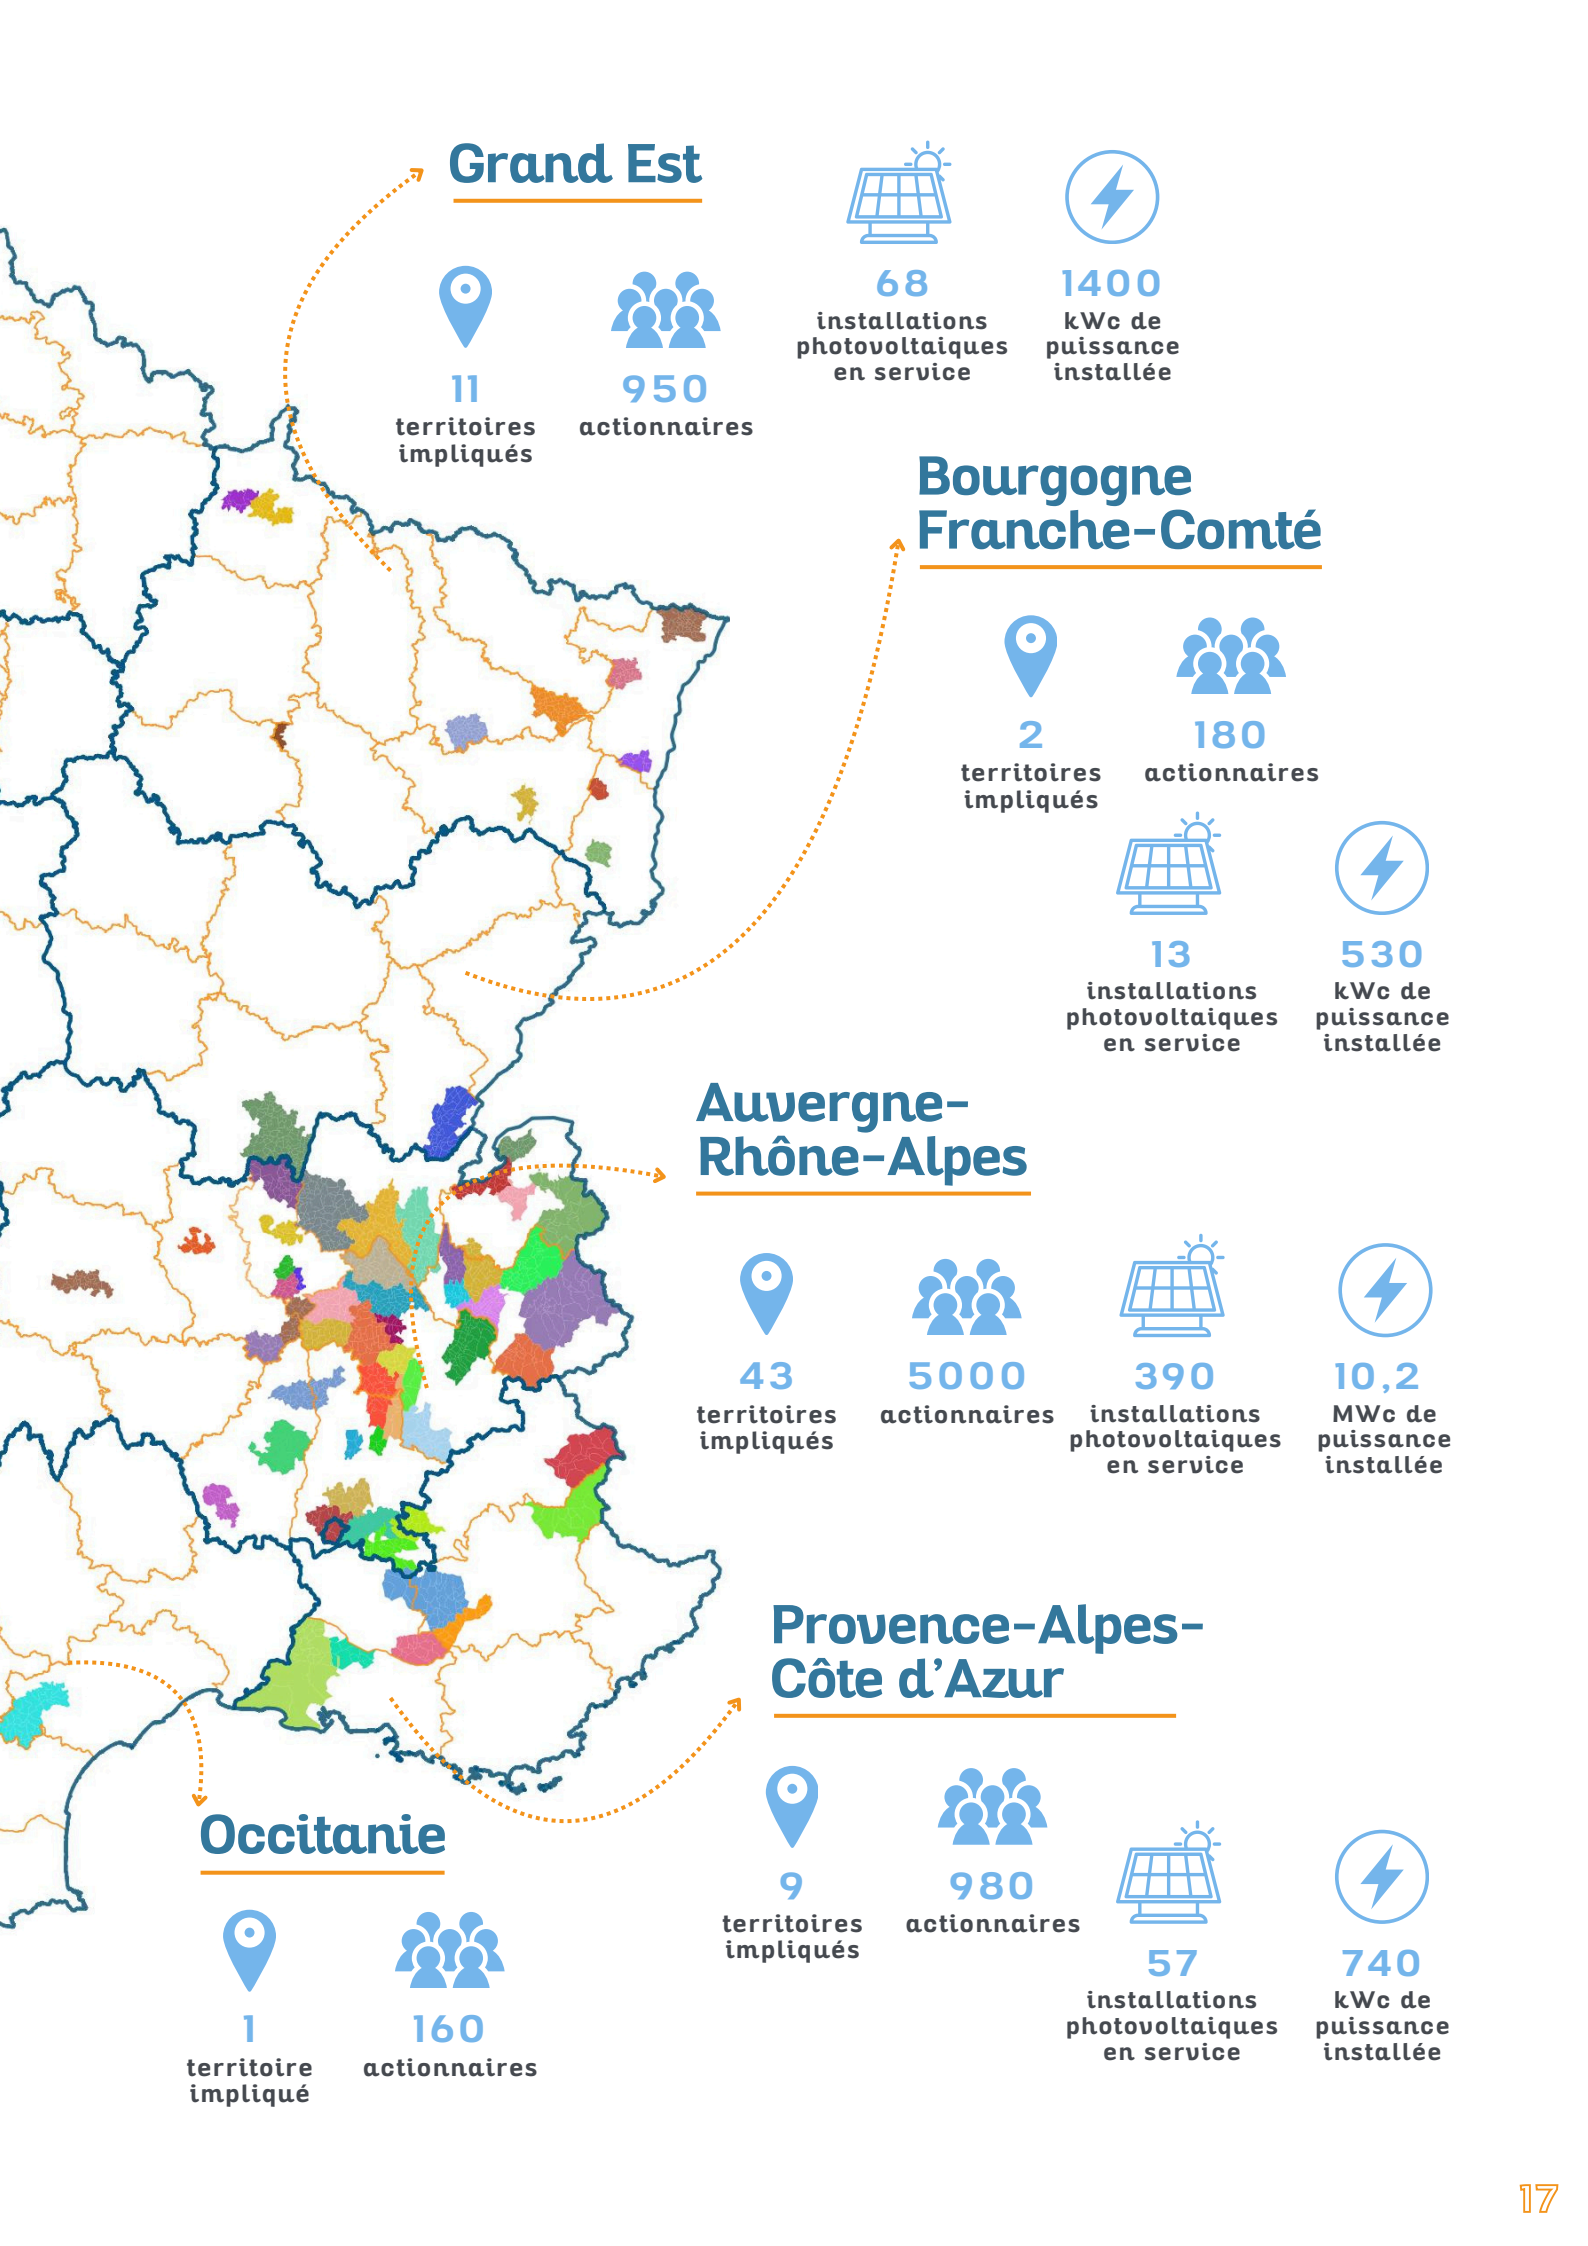 Grand Est
11
territoires
impliqués
950
actionnaires
68
installations
photovoltaiques
en service
1400
kWc de
puissance
installée
Bourgogne
Franche-Comté
2
territoires
impliqués
180
actionnaires
13
installations
photovoltaiques
en service
530
kWc de
puissance
installée
Auvergne-
Rhône-Alpes
43
territoires
impliqués
5000
actionnaires
390
installations
photovoltaiques
en service
10,2
MWc de
puissance
installée
Provence-Alpes-
Côte d'Azur
9
territoires
impliqués
980
actionnaires
57
installations
photovoltaiques
en service
740
kWc de
puissance
installée
Occitanie
1
territoire
impliqué
160
actionnaires
17